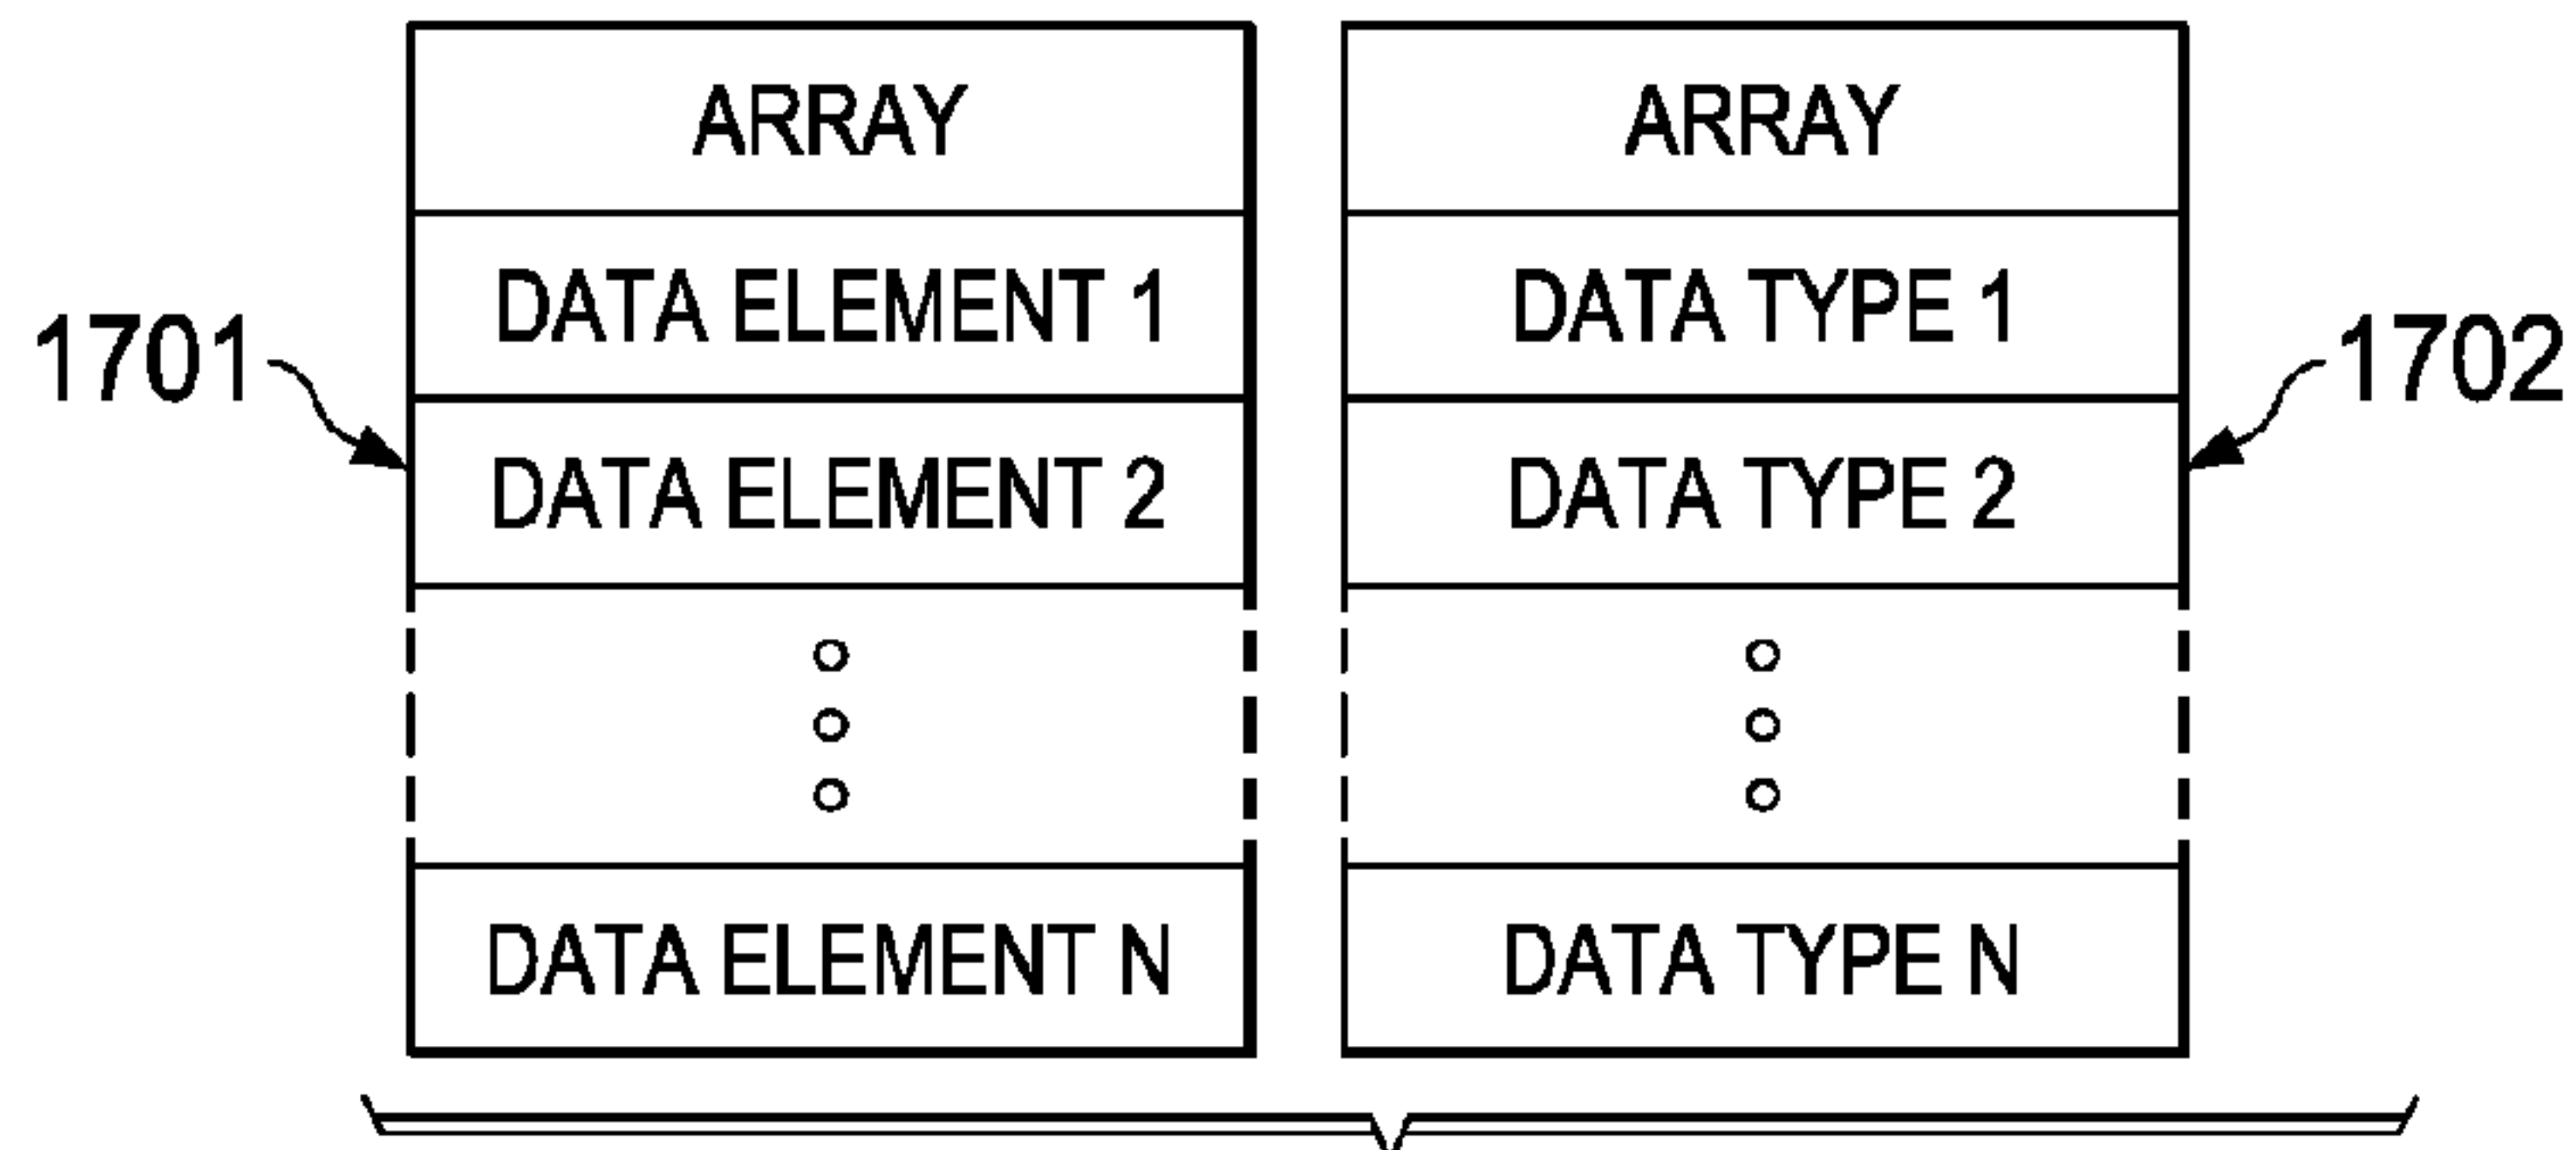 ARRAY
DATA ELEMENT 1
DATA ELEMENT 2
DATA ELEMENT N
ARRAY
DATA TYPE 1
DATA TYPE 2
DATA TYPE N
1701
1702